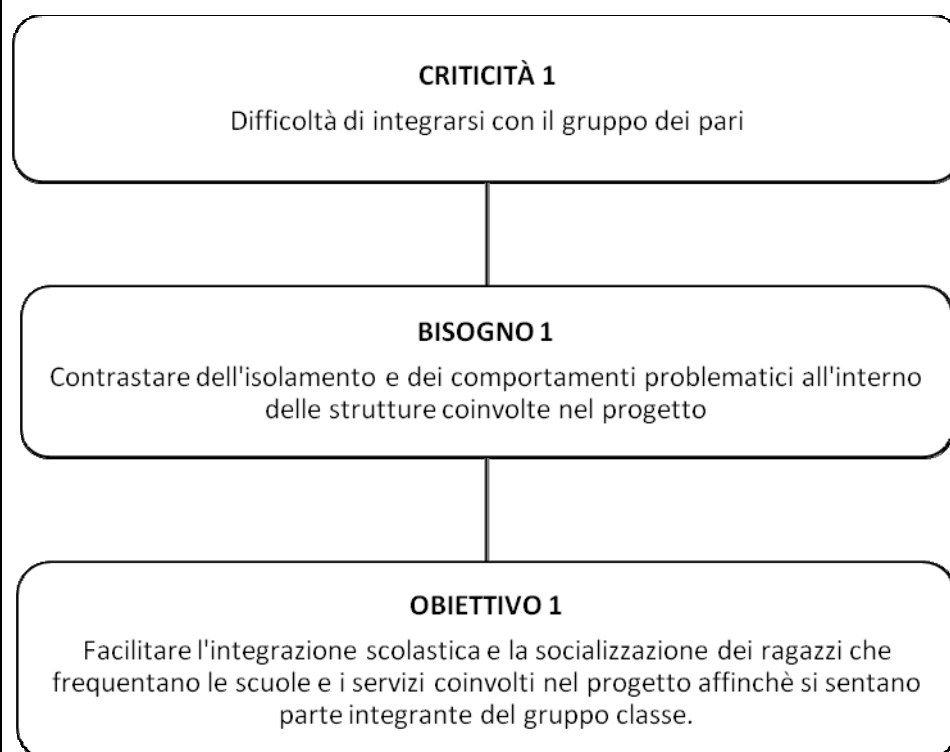 CRITICITÀ 1
Difficoltà di integrarsi con il gruppo dei pari
BISOGNO 1
Contrastare dell'isolamento e dei comportamenti problematici all'interno
delle strutture coinvolte nel progetto
OBIETTIVO 1
Facilitare l'integrazione scolastica e la socializzazione dei ragazzi che
frequentano le scuole e i servizi coinvolti nel progetto affinchè si sentano
parte integrante del gruppo classe.